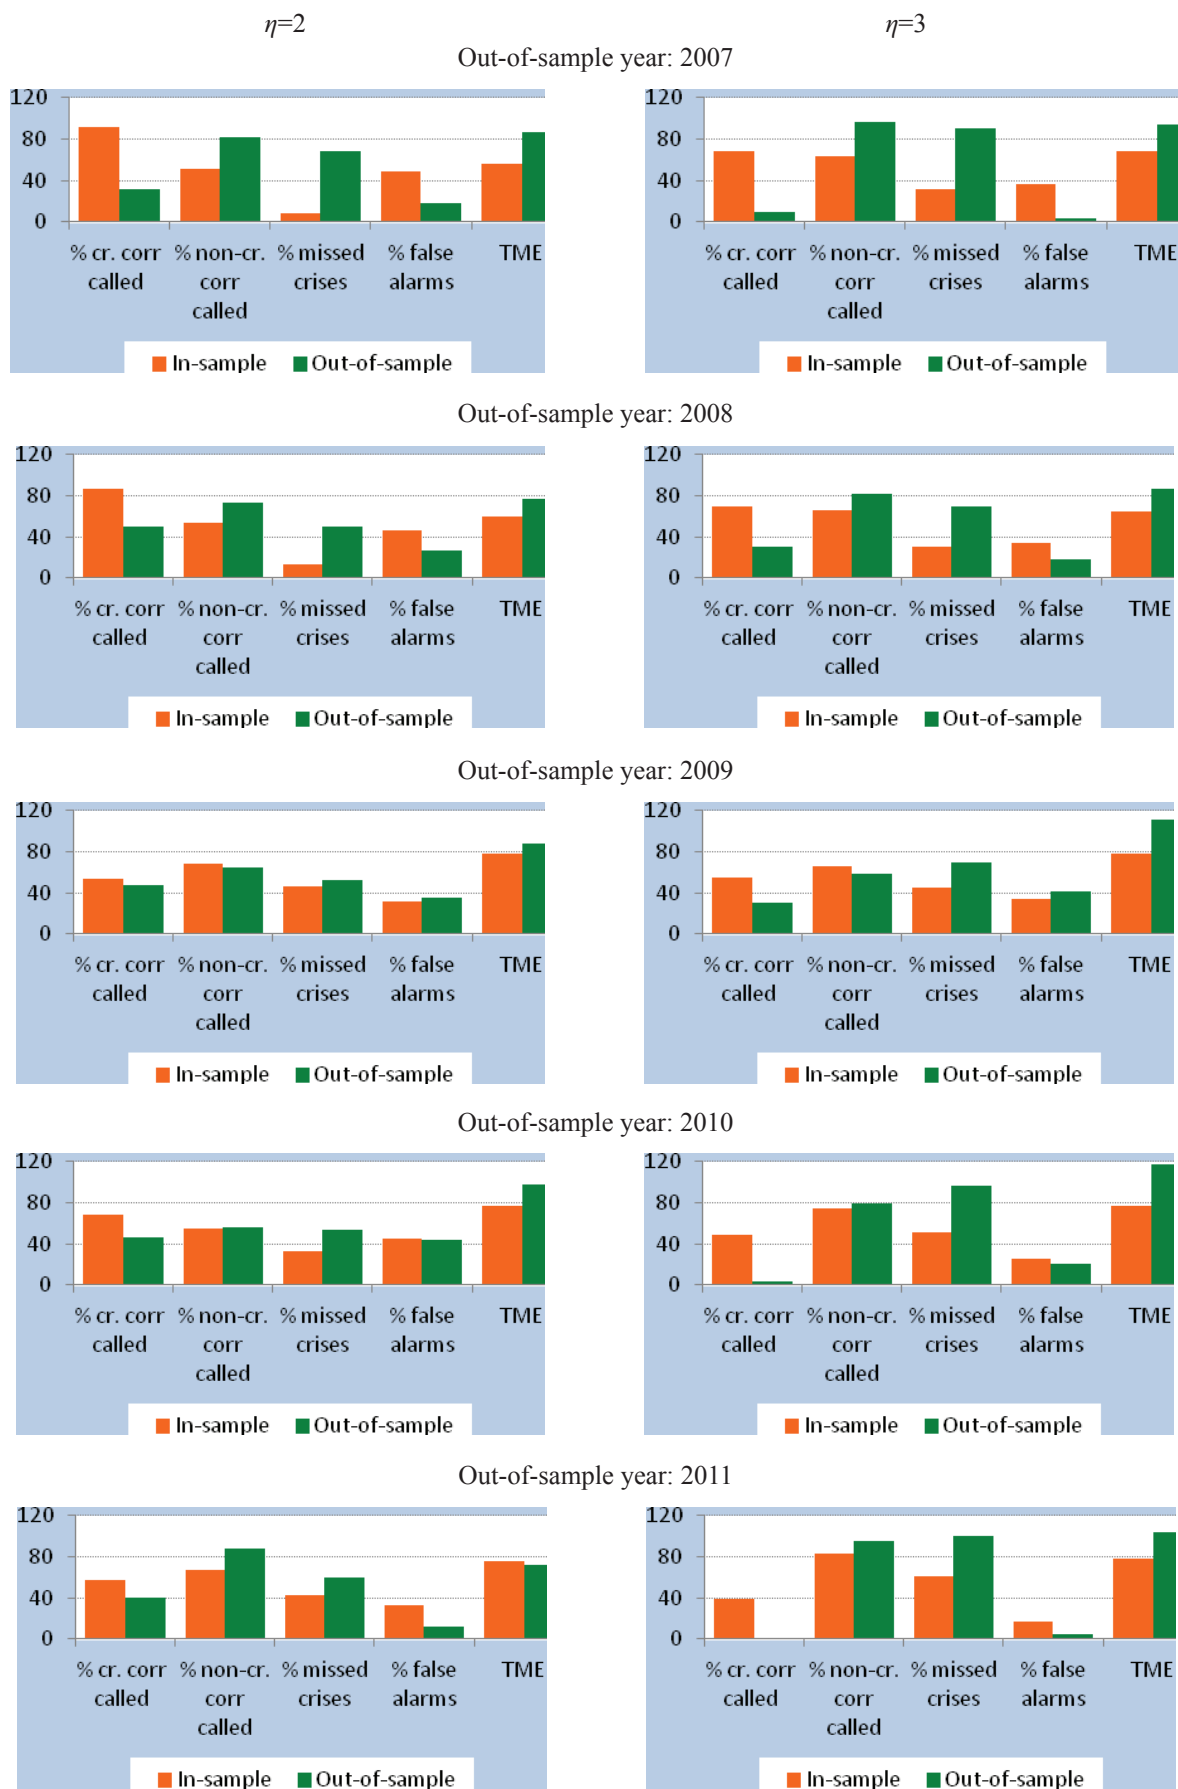 η=2 η=3
Out-of-sample year: 2007
120 120
80 80
40 40
0 0
% cr. corr % non-cr. % missed % false TME % cr. corr % non-cr. % missed % false TME
called corr crises alarms called corr crises alarms
called called
In-sample Out-of-sample In-sample Out-of-sample
Out-of-sample year: 2008
120 120
80 80
40 40
0 0
% cr. corr % non-cr. % missed % false TME % cr. corr % non-cr. % missed % false TME
called corr crises alarms called corr crises alarms
called called
In-sample Out-of-sample In-sample Out-of-sample
Out-of-sample year: 2009
120 120
80 80
40 40
0 0
% cr. corr % non-cr. % missed % false TME % cr. corr % non-cr. % missed % false TME
called corr crises alarms called corr crises alarms
called called
In-sample Out-of-sample In-sample Out-of-sample
Out-of-sample year: 2010
120 120
80 80
40 40
0 0
% cr. corr % non-cr. % missed % false TME % cr. corr % non-cr. % missed % false TME
called corr crises alarms called corr crises alarms
called called
In-sample Out-of-sample In-sample Out-of-sample
Out-of-sample year: 2011
120 120
80 80
40 40
0 0
% cr. corr % non-cr. % missed % false TME % cr. corr % non-cr. % missed % false TME
called corr crises alarms called corr crises alarms
called called
In-sample Out-of-sample In-sample Out-of-sample